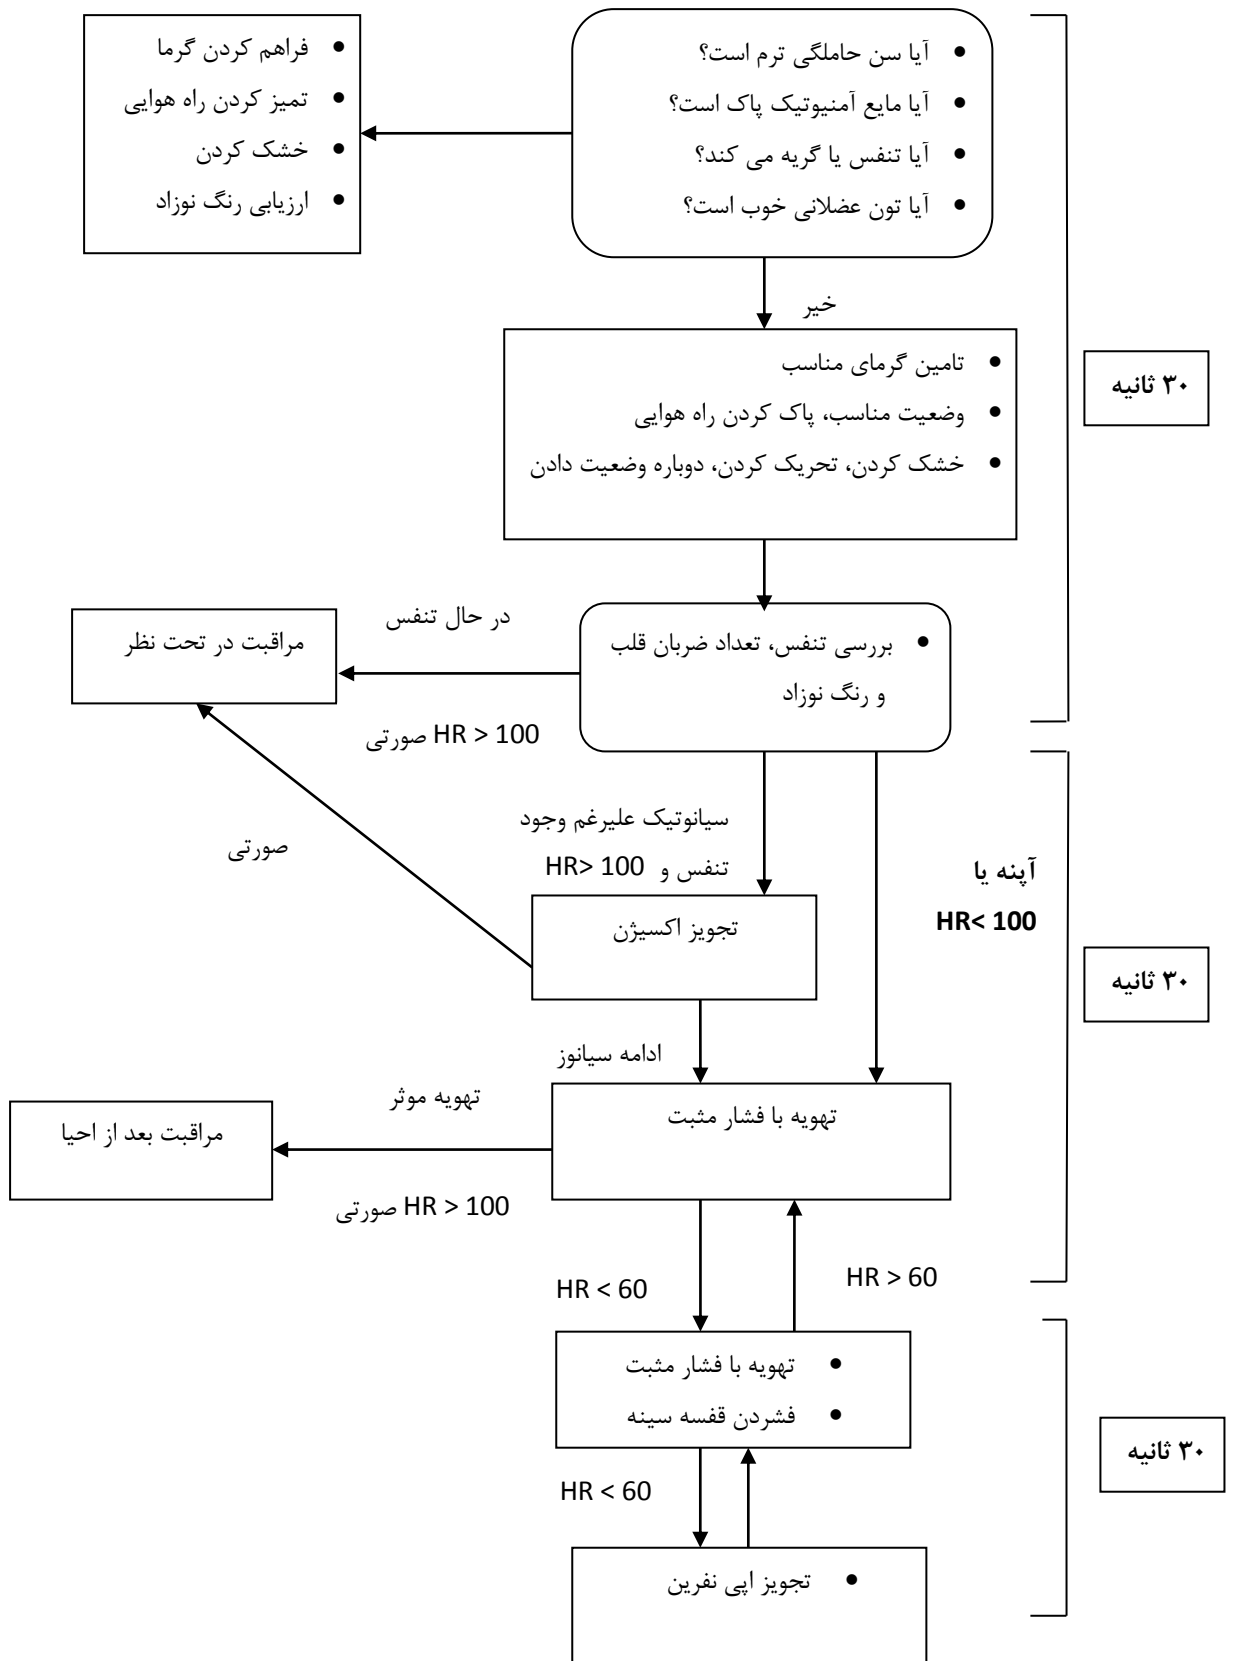 • آیا سن حاملگی ترم است؟
• آیا مایع آمنیوتیک پاک است؟
• آیا تنفس یا گریه می کند؟
• آیا تون عضلانی خوب است؟
• فراهم کردن گرما
• تمیز کردن راه هوایی
• خشک کردن
• ارزیابی رنگ نوزاد
خیر
• تامین گرمای مناسب
• وضعیت مناسب، پاک کردن راه هوایی
• خشک کردن، تحریک کردن، دوباره وضعیت دادن
۳۰ ثانیه
• بررسی تنفس، تعداد ضربان قلب
و رنگ نوزاد
در حال تنفس
HR > 100 صورتی
مراقبت در تحت نظر
سیانوتیک علیرغم وجود
تنفس و HR> 100
صورتی
آپنه یا
HR< 100
تجویز اکسیژن
۳۰ ثانیه
ادامه سیانوز
تهویه با فشار مثبت
تهویه موثر
HR > 100 صورتی
مراقبت بعد از احیا
HR < 60
HR > 60
• تهویه با فشار مثبت
• فشردن قفسه سینه
۳۰ ثانیه
HR < 60
• تجویز اپی نفرین